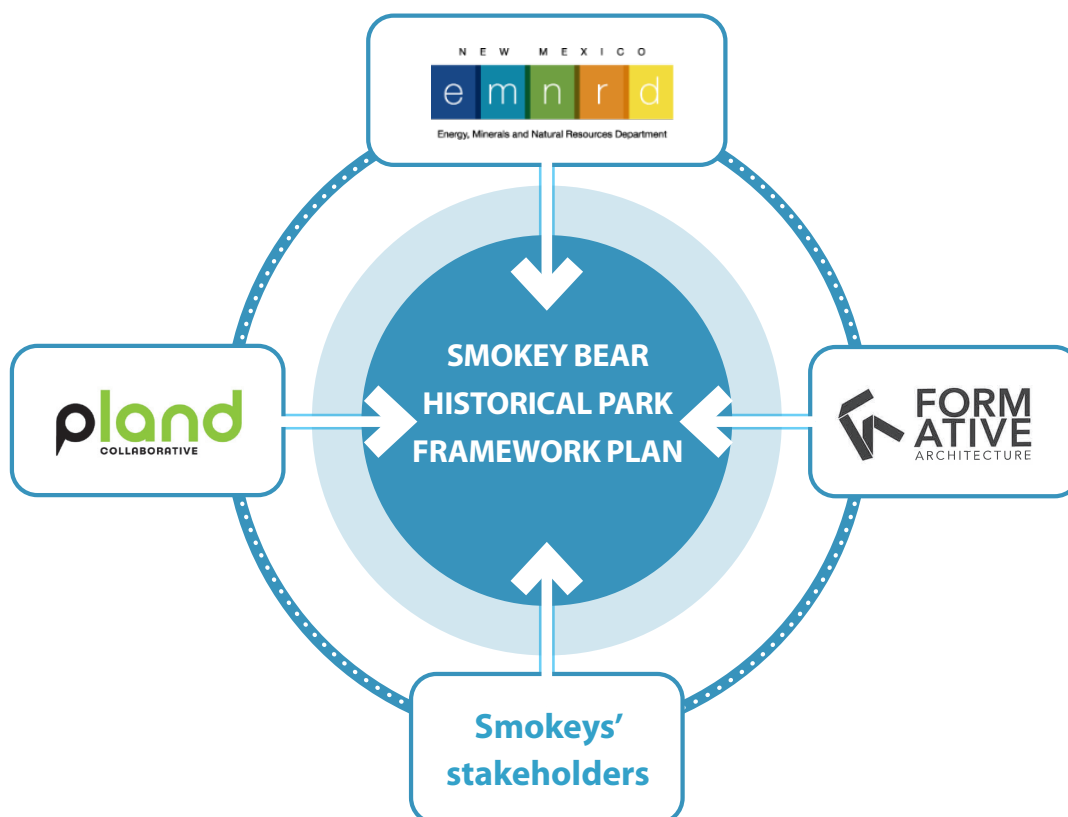 NEW MEXICO
emnrd
Energy, Minerals and Natural Resources Department
SMOKEY BEAR
HISTORICAL PARK
FRAMEWORK PLAN
pland
COLLABORATIVE
FORM
ATIVE
ARCHITECTURE
Smokeys’
stakeholders